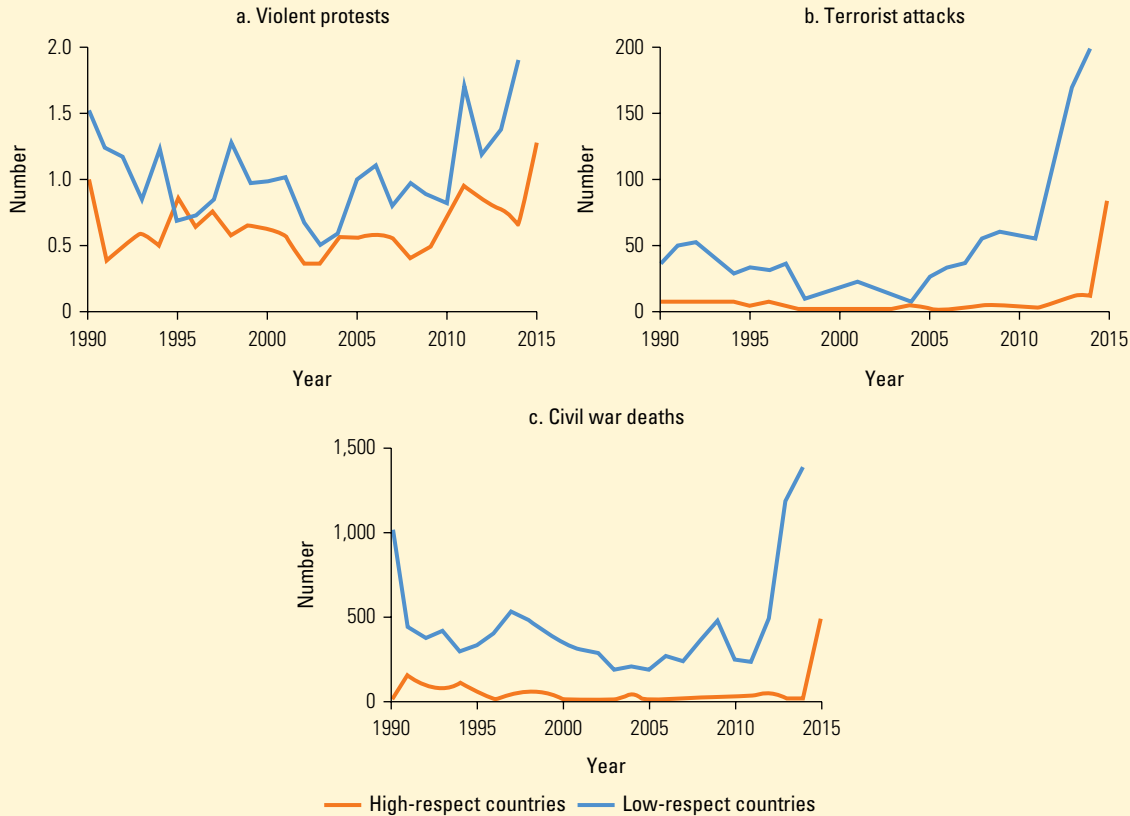 a. Violent protests
2.0
1.5
1.0
0.5
0
Number
1990 1995 2000 2005 2010 2015
Year
b. Terrorist attacks
200
150
100
50
0
Number
1990 1995 2000 2005 2010 2015
Year
c. Civil war deaths
1,500
1,000
500
0
Number
1990 1995 2000 2005 2010 2015
Year
High-respect countries Low-respect countries